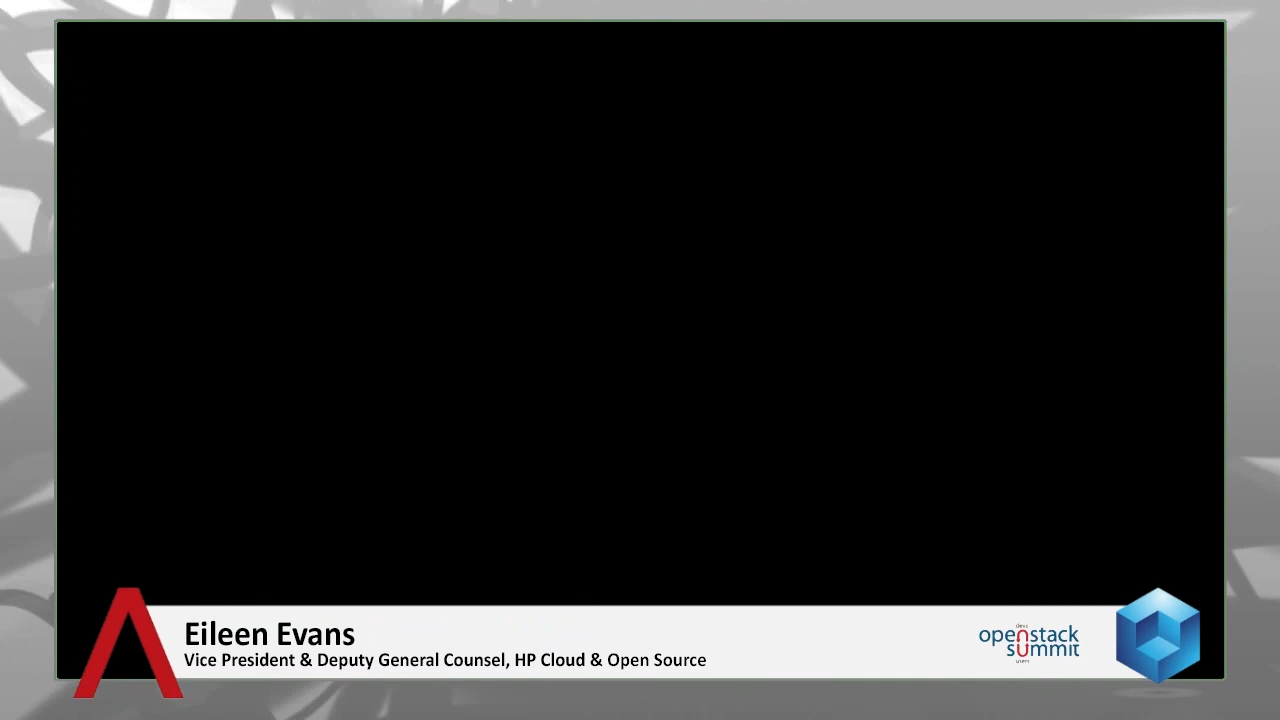 Eileen Evans
Vice President & Deputy General Counsel, HP Cloud & Open Source
openstack
summit